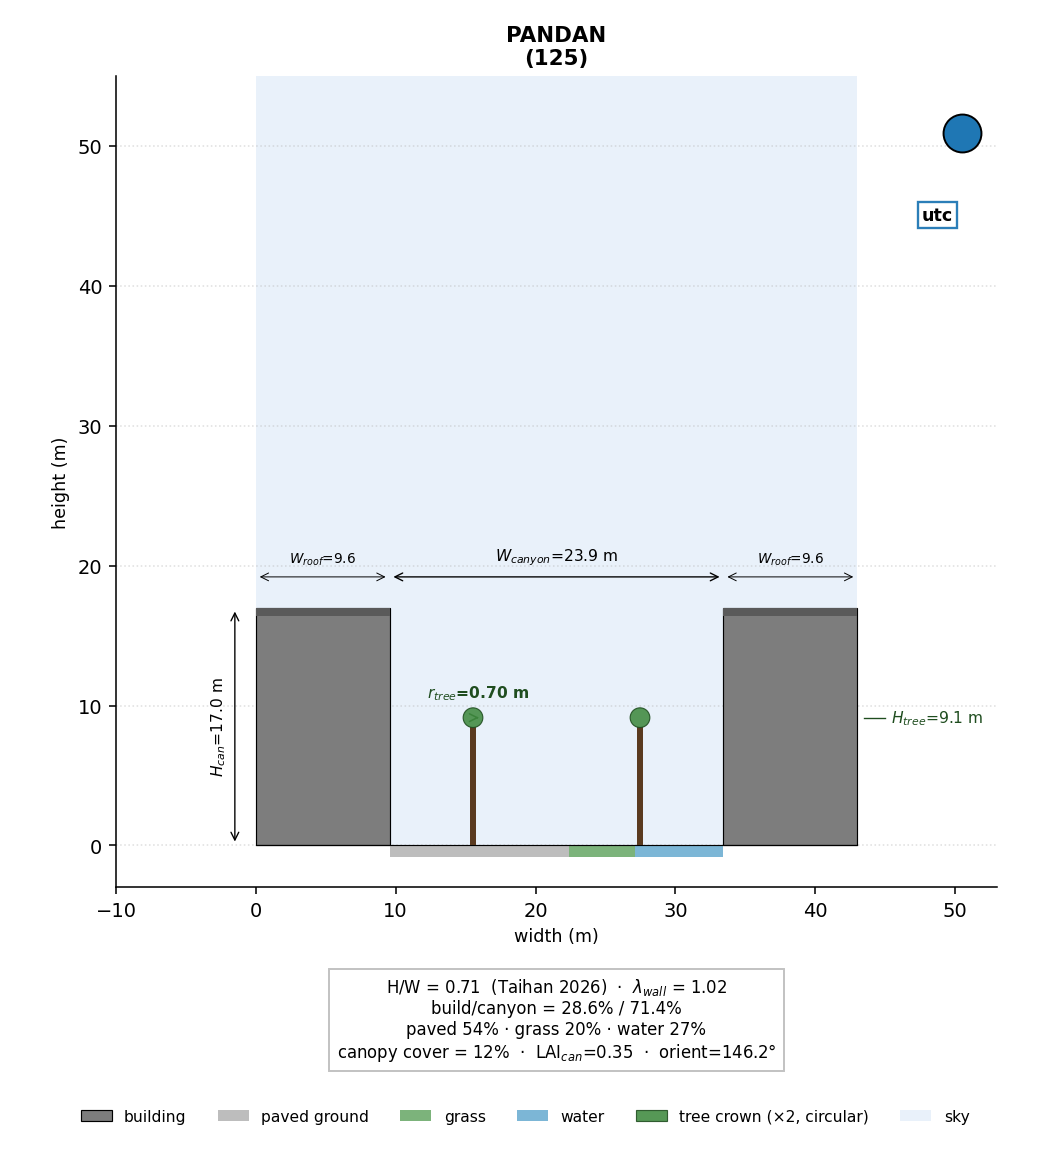 PANDAN
(125)
50
40
30
20
10
0
height (m)
utc
W_roof=9.6
W_canyon=23.9 m
W_roof=9.6
H_can=17.0 m
r_tree=0.70 m
H_tree=9.1 m
−10 0 10 20 30 40 50
width (m)
H/W = 0.71 (Taihan 2026) · λ_wall = 1.02
build/canyon = 28.6% / 71.4%
paved 54% · grass 20% · water 27%
canopy cover = 12% · LAI_can=0.35 · orient=146.2°
building paved ground grass water tree crown (×2, circular) sky